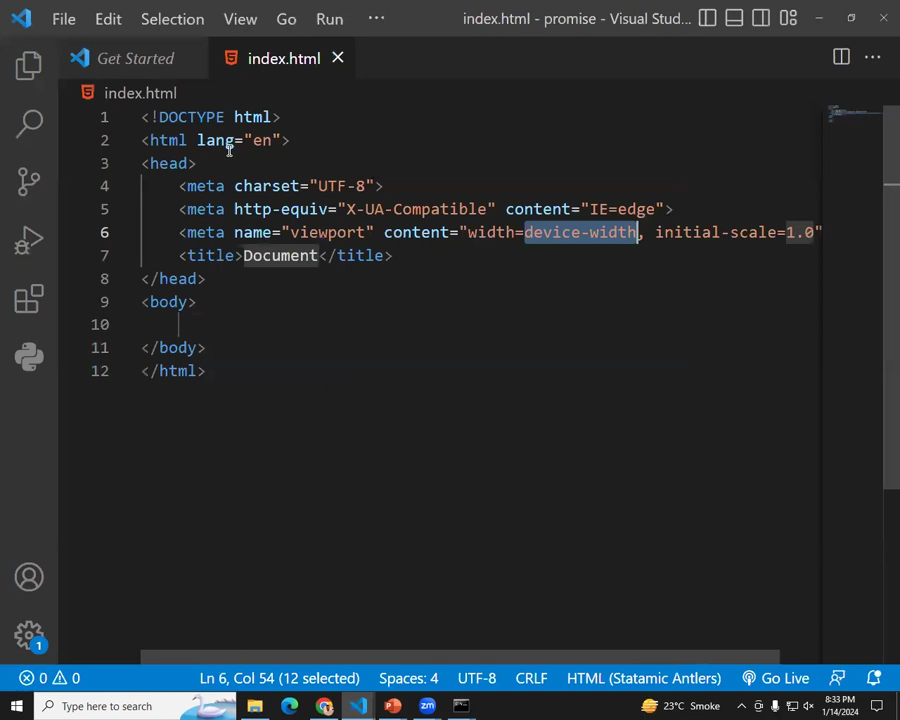 File Edit Selection View Go Run ··· index.html - promise - Visual Stud...
Get Started index.html
index.html
1 <!DOCTYPE html>
2 <html lang="en">
3 <head>
4 <meta charset="UTF-8">
5 <meta http-equiv="X-UA-Compatible" content="IE=edge">
6 <meta name="viewport" content="width=device-width, initial-scale=1.0"
7 <title>Document</title>
8 </head>
9 <body>
10
11 </body>
12 </html>
1
0 0 Ln 6, Col 54 (12 selected) Spaces: 4 UTF-8 CRLF HTML (Statamic Antlers) Go Live
Type here to search 23°C Smoke 8:33 PM
1/14/2024